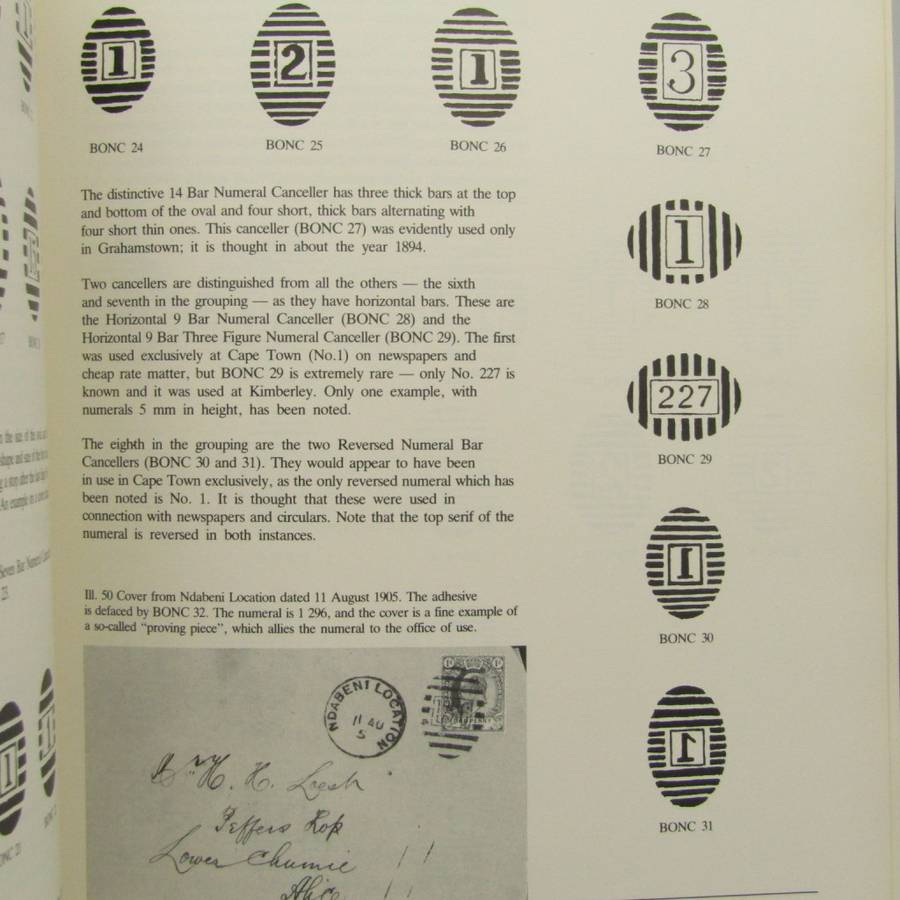 1
2
1
3
BONC 24
BONC 25
BONC 26
BONC 27
The distinctive 14 Bar Numeral Canceller has three thick bars at the top
and bottom of the oval and four short, thick bars alternating with
four short thin ones. This canceller (BONC 27) was evidently used only
in Grahamstown; it is thought in about the year 1894.
Two cancellers are distinguished from all the others — the sixth
and seventh in the grouping — as they have horizontal bars. These are
the Horizontal 9 Bar Numeral Canceller (BONC 28) and the
Horizontal 9 Bar Three Figure Numeral Canceller (BONC 29). The first
was used exclusively at Cape Town (No.1) on newspapers and
cheap rate matter, but BONC 29 is extremely rare — only No. 227 is
known and it was used at Kimberley. Only one example, with
numerals 5 mm in height, has been noted.
The eighth in the grouping are the two Reversed Numeral Bar
Cancellers (BONC 30 and 31). They would appear to have been
in use in Cape Town exclusively, as the only reversed numeral which has
been noted is No. 1. It is thought that these were used in
connection with newspapers and circulars. Note that the top serif of the
numeral is reversed in both instances.
1
BONC 28
227
BONC 29
1
BONC 30
1
BONC 31
Ill. 50 Cover from Ndabeni Location dated 11 August 1905. The adhesive
is defaced by BONC 32. The numeral is 1 296, and the cover is a fine example of
a so-called “proving piece”, which allies the numeral to the office of use.
NDABENI LOCATION
11 AU
5
H. H.
Peffers Kop
Lower Chumie
Alice